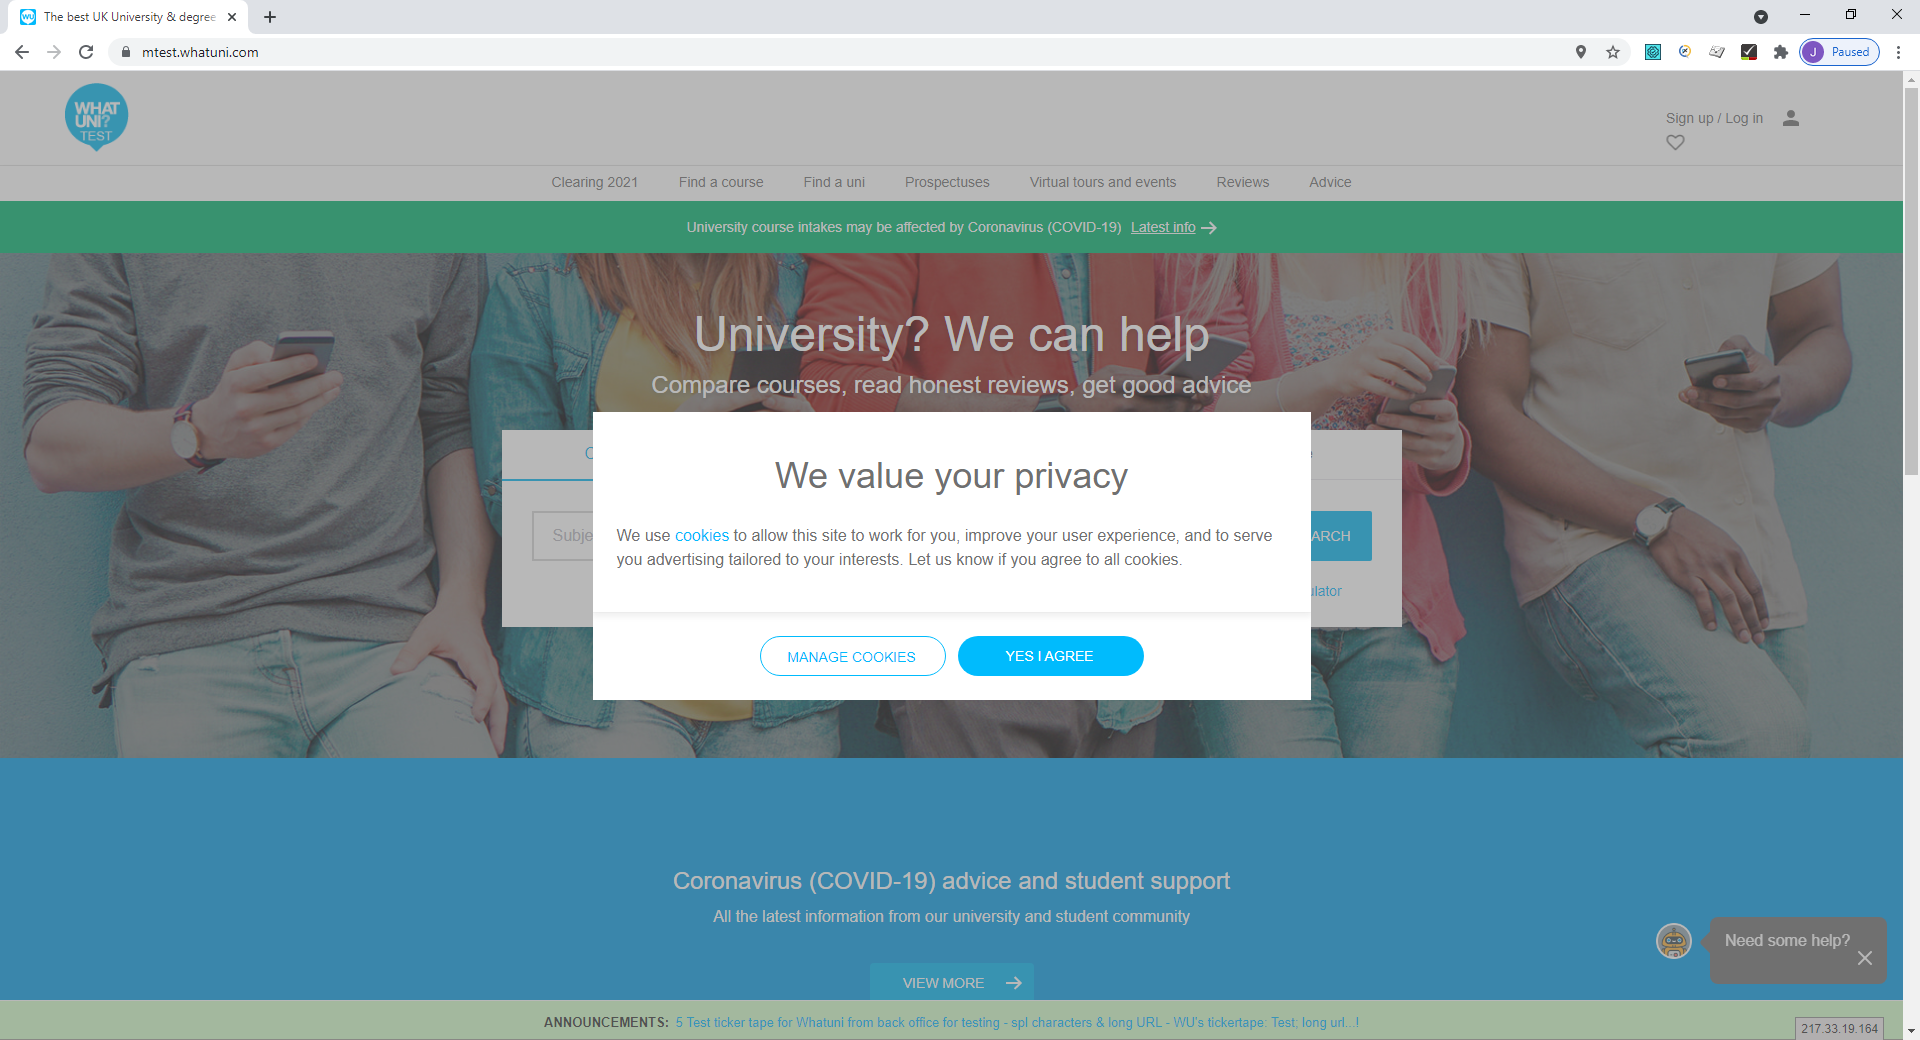 The best UK University & degree
mtest.whatuni.com
J Paused
WHAT
UNI?
TEST
Sign up / Log in
Clearing 2021 Find a course Find a uni Prospectuses Virtual tours and events Reviews Advice
University course intakes may be affected by Coronavirus (COVID-19) Latest info
University? We can help
Compare courses, read honest reviews, get good advice
We value your privacy
We use cookies to allow this site to work for you, improve your user experience, and to serve
you advertising tailored to your interests. Let us know if you agree to all cookies.
MANAGE COOKIES YES I AGREE
Coronavirus (COVID-19) advice and student support
All the latest information from our university and student community
Need some help?
VIEW MORE
ANNOUNCEMENTS: 5 Test ticker tape for Whatuni from back office for testing - spl characters & long URL - WU's tickertape: Test; long url...!
217.33.19.164